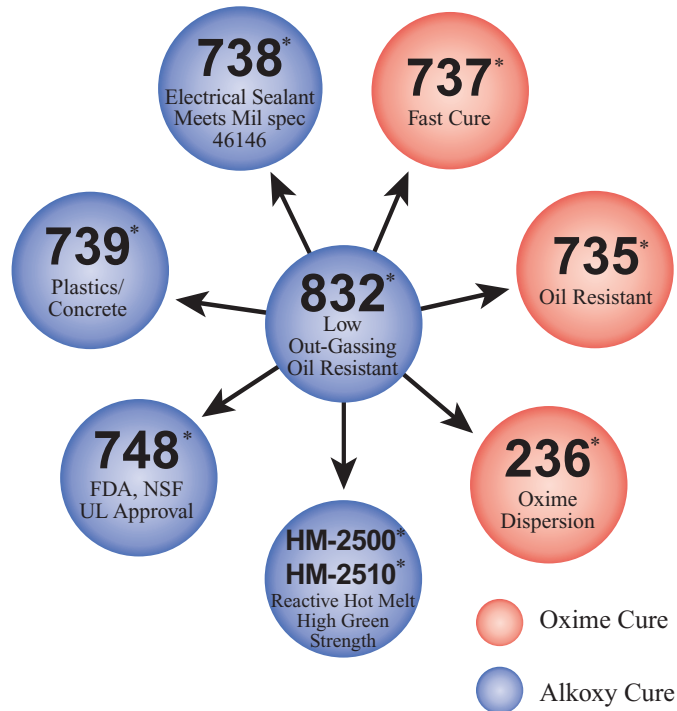 738*
Electrical Sealant
Meets Mil spec
46146
737*
Fast Cure
739*
Plastics/
Concrete
832*
Low
Out-Gassing
Oil Resistant
735*
Oil Resistant
748*
FDA, NSF
UL Approval
236*
Oxime
Dispersion
HM-2500*
HM-2510*
Reactive Hot Melt
High Green
Strength
Oxime Cure
Alkoxy Cure